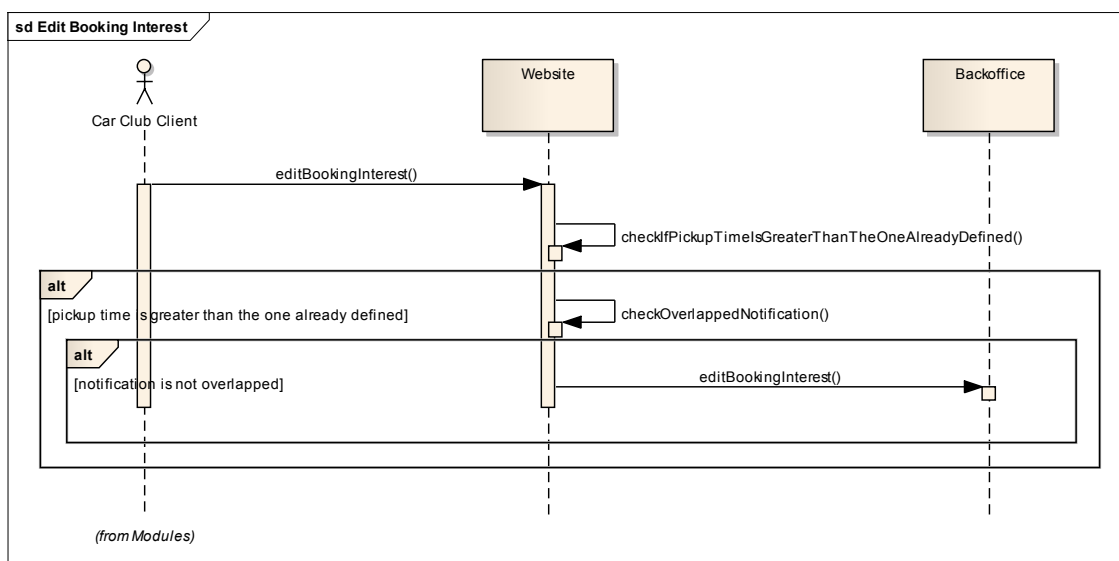 sd Edit Booking Interest
Website
Backoffice
Car Club Client
editBookingInterest()
checkIfPickupTimeIsGreaterThanTheOneAlreadyDefined()
alt
[pickup time is greater than the one already defined]
checkOverlappedNotification()
alt
[notification is not overlapped]
editBookingInterest()
(from Modules)